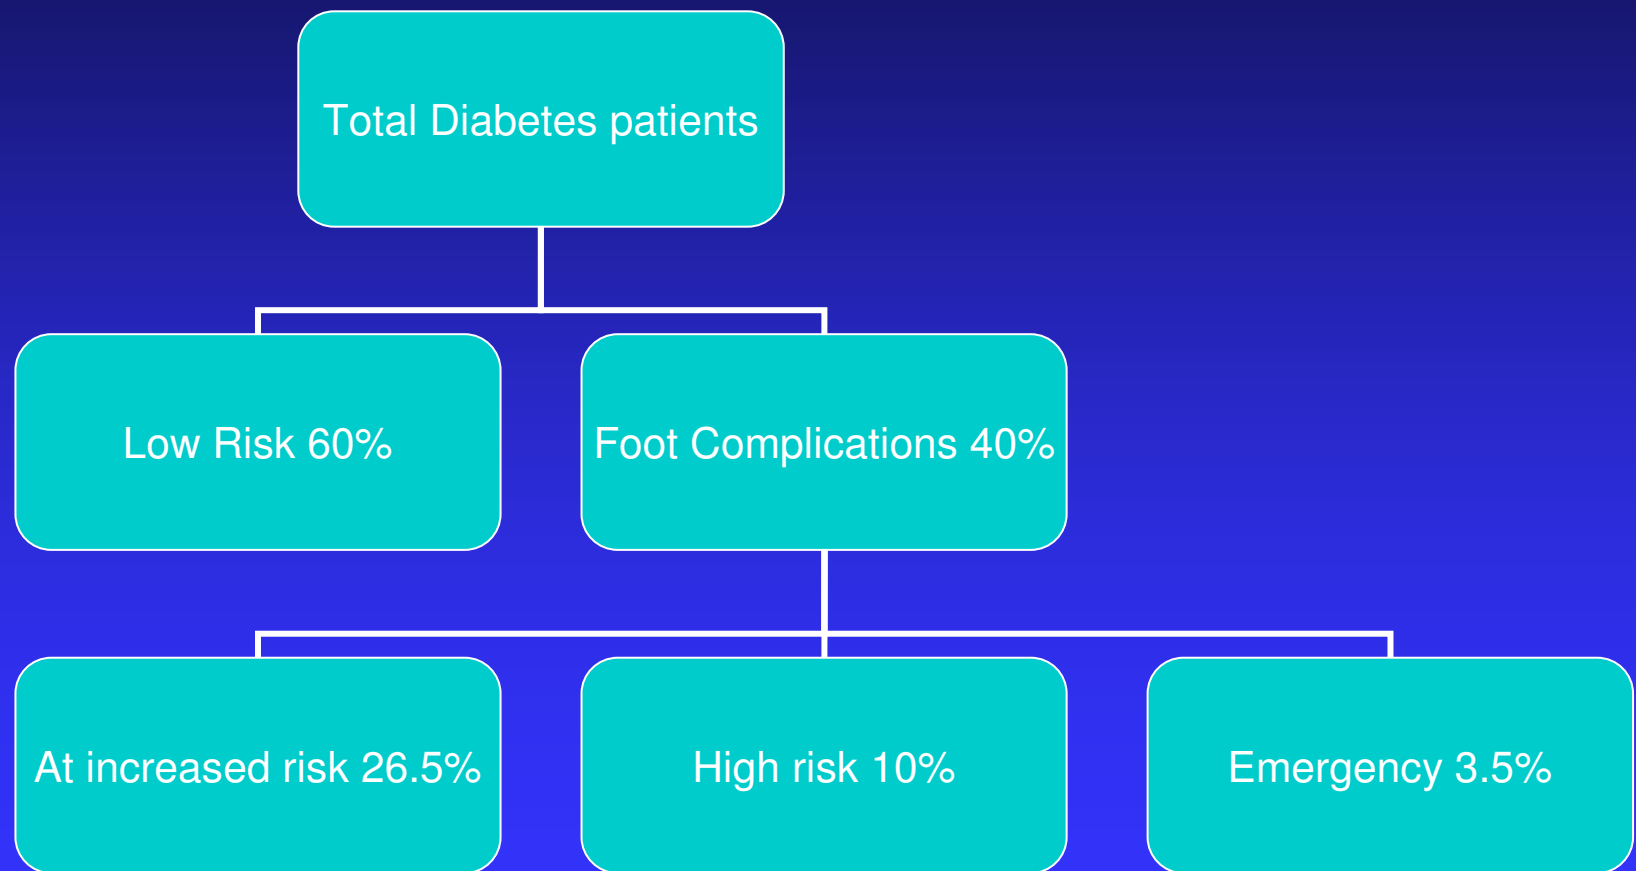 Total Diabetes patients
Low Risk 60%
Foot Complications 40%
At increased risk 26.5%
High risk 10%
Emergency 3.5%